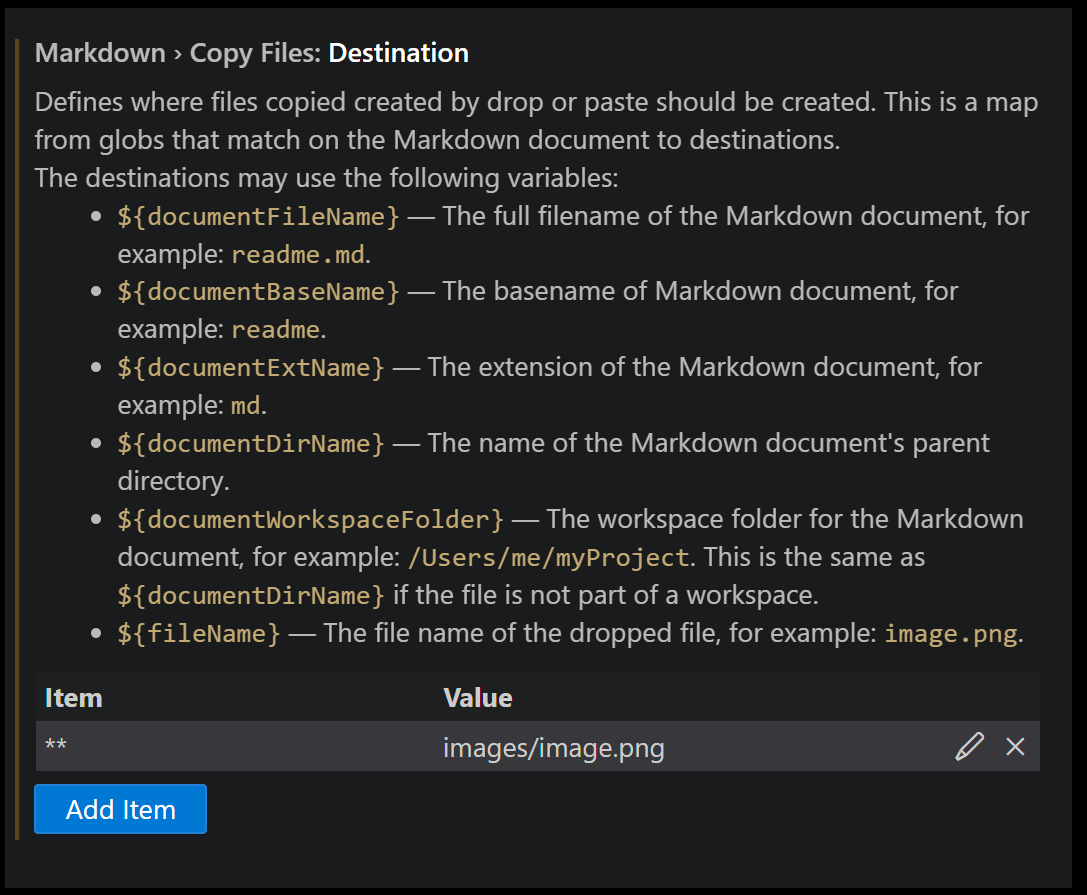 Markdown › Copy Files: Destination
Defines where files copied created by drop or paste should be created. This is a map
from globs that match on the Markdown document to destinations.
The destinations may use the following variables:
• ${documentFileName} — The full filename of the Markdown document, for
example: readme.md.
• ${documentBaseName} — The basename of Markdown document, for
example: readme.
• ${documentExtName} — The extension of the Markdown document, for
example: md.
• ${documentDirName} — The name of the Markdown document's parent
directory.
• ${documentWorkspaceFolder} — The workspace folder for the Markdown
document, for example: /Users/me/myProject. This is the same as
${documentDirName} if the file is not part of a workspace.
• ${fileName} — The file name of the dropped file, for example: image.png.
Item Value
** images/image.png
Add Item